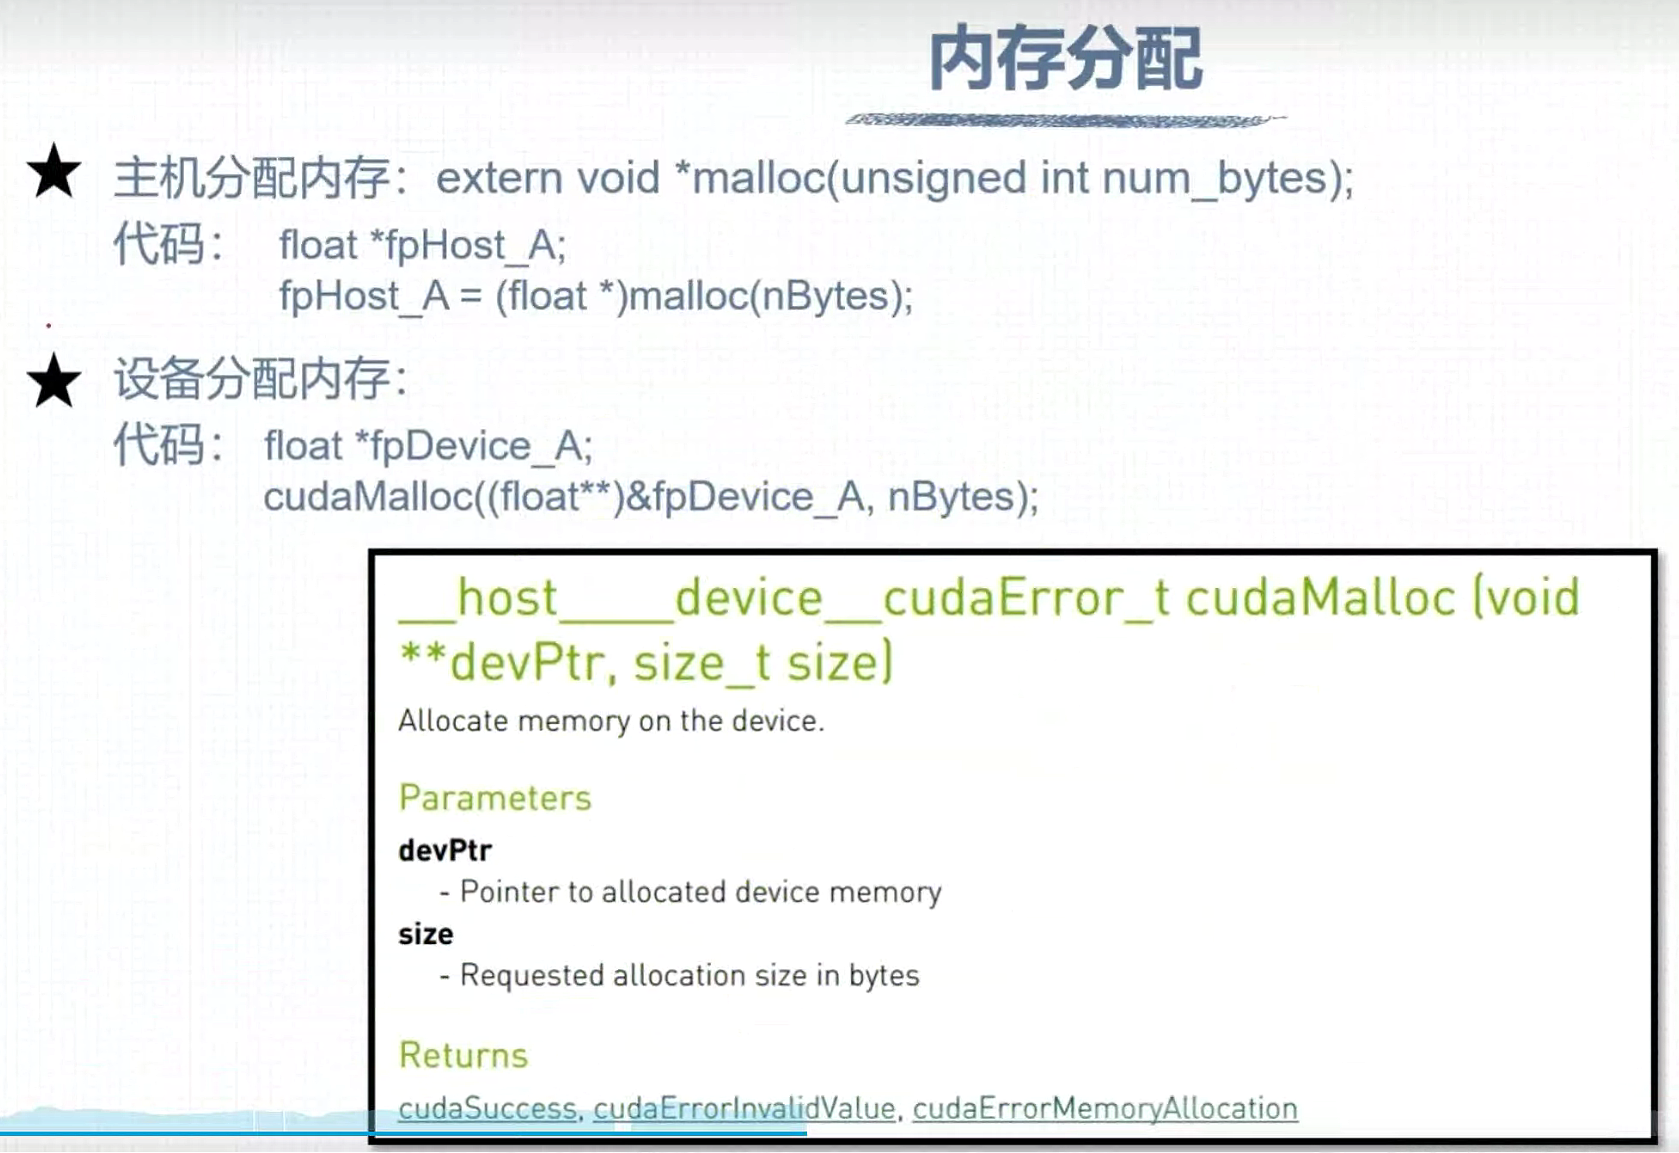 内存分配
主机分配内存：extern void *malloc(unsigned int num_bytes);
代码： float *fpHost_A;
fpHost_A = (float *)malloc(nBytes);
设备分配内存：
代码： float *fpDevice_A;
cudaMalloc((float**)&fpDevice_A, nBytes);
__host____device__cudaError_t cudaMalloc (void
**devPtr, size_t size)
Allocate memory on the device.
Parameters
devPtr
- Pointer to allocated device memory
size
- Requested allocation size in bytes
Returns
cudaSuccess, cudaErrorInvalidValue, cudaErrorMemoryAllocation